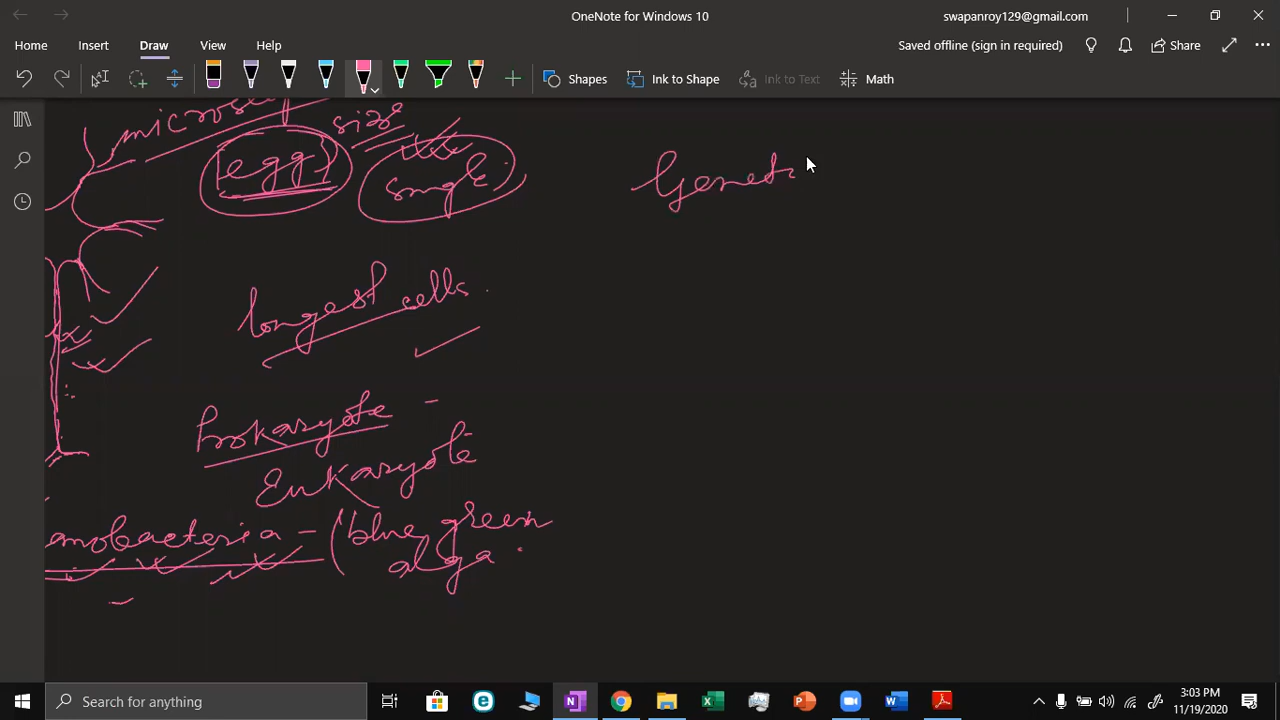 OneNote for Windows 10
swapanroy129@gmail.com
Home Insert Draw View Help
Saved offline (sign in required)
Share
Shapes Ink to Shape Ink to Text Math
size
egg
single
Genet
longest cells
Prokaryote -
Eukaryote
anobacteria - (blue green
alga
Search for anything
3:03 PM
11/19/2020